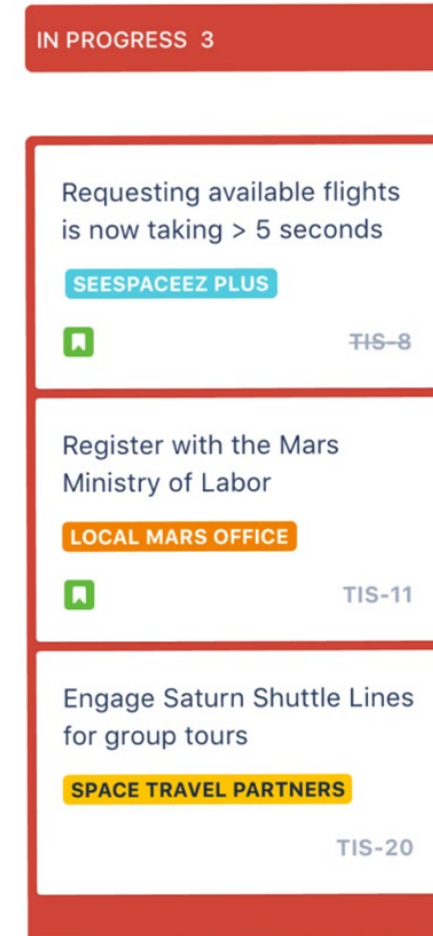 IN PROGRESS 3
Requesting available flights
is now taking > 5 seconds
SEESPACEEZ PLUS
TIS-8
Register with the Mars
Ministry of Labor
LOCAL MARS OFFICE
TIS-11
Engage Saturn Shuttle Lines
for group tours
SPACE TRAVEL PARTNERS
TIS-20